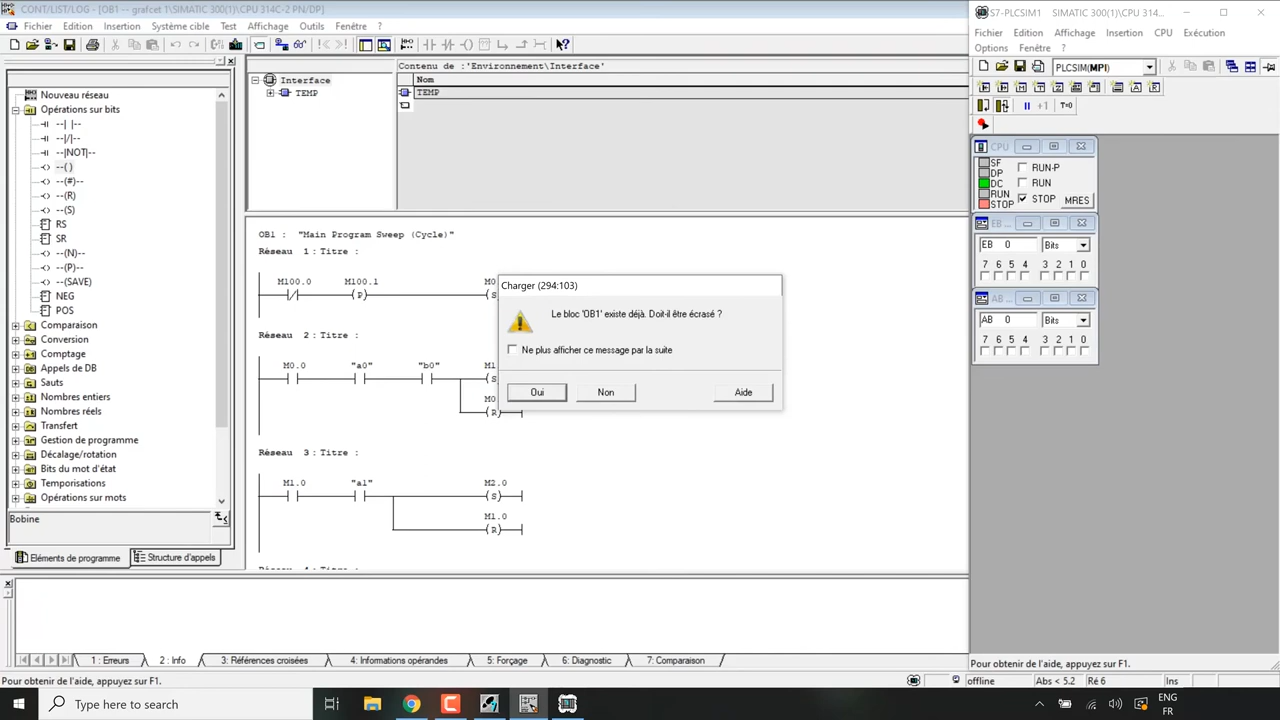 CONT/LIST/LOG - [OB1 -- grafcet 1\SIMATIC 300(1)\CPU 314C-2 PN/DP]
Fichier Edition Insertion Système cible Test Affichage Outils Fenêtre ?
Nouveau réseau
Opérations sur bits
--| |--
--|/|--
--|NOT|--
--( )
--(#)--
--(R)
--(S)
RS
SR
--(N)--
--(P)--
--(SAVE)
NEG
POS
Comparaison
Conversion
Comptage
Appels de DB
Sauts
Nombres entiers
Nombres réels
Transfert
Gestion de programme
Décalage/rotation
Bits du mot d'état
Temporisations
Opérations sur mots
Bobine
Eléments de programme Structure d'appels
Interface
TEMP
Contenu de :'Environnement\Interface'
Nom
TEMP
OB1 : "Main Program Sweep (Cycle)"
Réseau 1 : Titre :
M100.0 M100.1 M0
(P) (S
Réseau 2 : Titre :
M0.0 "a0" "b0" M1
(S
M0
(R)
Réseau 3 : Titre :
M1.0 "a1" M2.0
(S)
M1.0
(R)
Charger (294:103)
Le bloc 'OB1' existe déjà. Doit-il être écrasé ?
Ne plus afficher ce message par la suite
Oui Non Aide
1 : Erreurs 2 : Info 3: Références croisées 4: Informations opérandes 5: Forçage 6: Diagnostic 7: Comparaison
Pour obtenir de l'aide, appuyez sur F1.
offline Abs < 5.2 Ré 6 Ins
S7-PLCSIM1 SIMATIC 300(1)\CPU 314...
Fichier Edition Affichage Insertion CPU Exécution
Options Fenêtre ?
PLCSIM(MPI)
+1 T=0
CPU
SF
DP
DC
RUN
STOP
RUN-P
RUN
STOP MRES
EB ...
EB 0 Bits
7 6 5 4 3 2 1 0
AB ...
AB 0 Bits
7 6 5 4 3 2 1 0
Pour obtenir de l'aide, appuyez sur F1.
Type here to search
ENG
FR